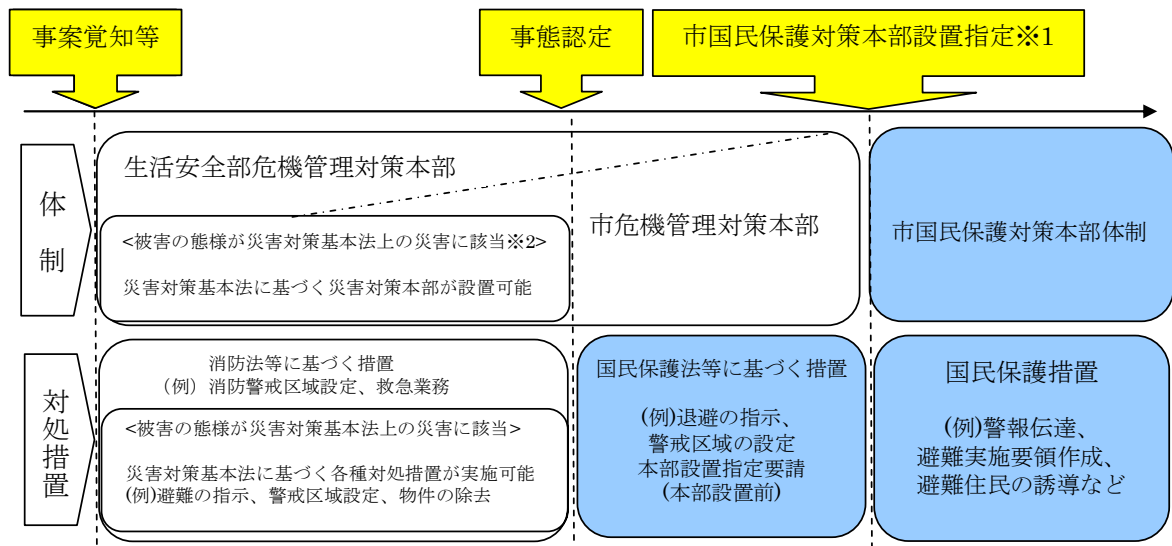 事案覚知等
事態認定
市国民保護対策本部設置指定※1
体
制
生活安全部危機管理対策本部
<被害の態様が災害対策基本法上の災害に該当※2>
災害対策基本法に基づく災害対策本部が設置可能
市危機管理対策本部
市国民保護対策本部体制
対処措置
消防法等に基づく措置
（例）消防警戒区域設定、救急業務
<被害の態様が災害対策基本法上の災害に該当>
災害対策基本法に基づく各種対処措置が実施可能
(例)避難の指示、警戒区域設定、物件の除去
国民保護法等に基づく措置
(例)退避の指示、
警戒区域の設定
本部設置指定要請
(本部設置前)
国民保護措置
(例)警報伝達、
避難実施要領作成、
避難住民の誘導など